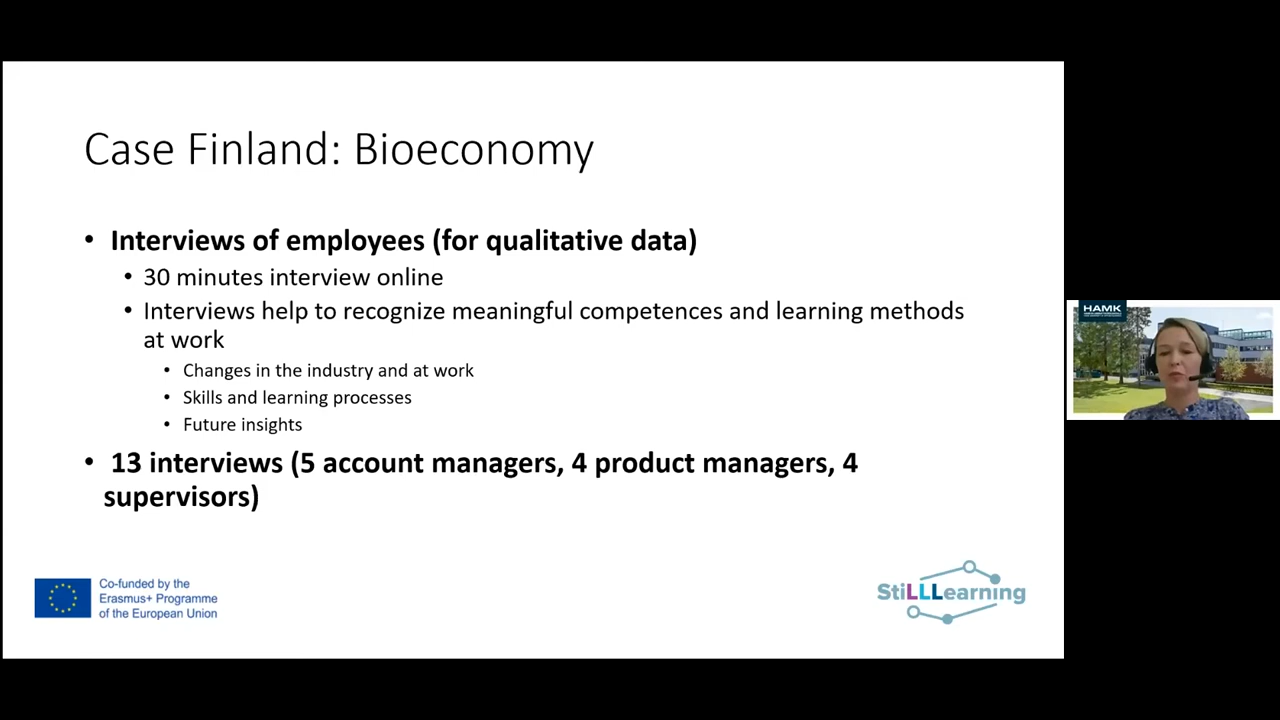 Case Finland: Bioeconomy
• Interviews of employees (for qualitative data)
• 30 minutes interview online
• Interviews help to recognize meaningful competences and learning methods
at work
• Changes in the industry and at work
• Skills and learning processes
• Future insights
• 13 interviews (5 account managers, 4 product managers, 4
supervisors)
Co-funded by the
Erasmus+ Programme
of the European Union
StiLLLearning
HAMK